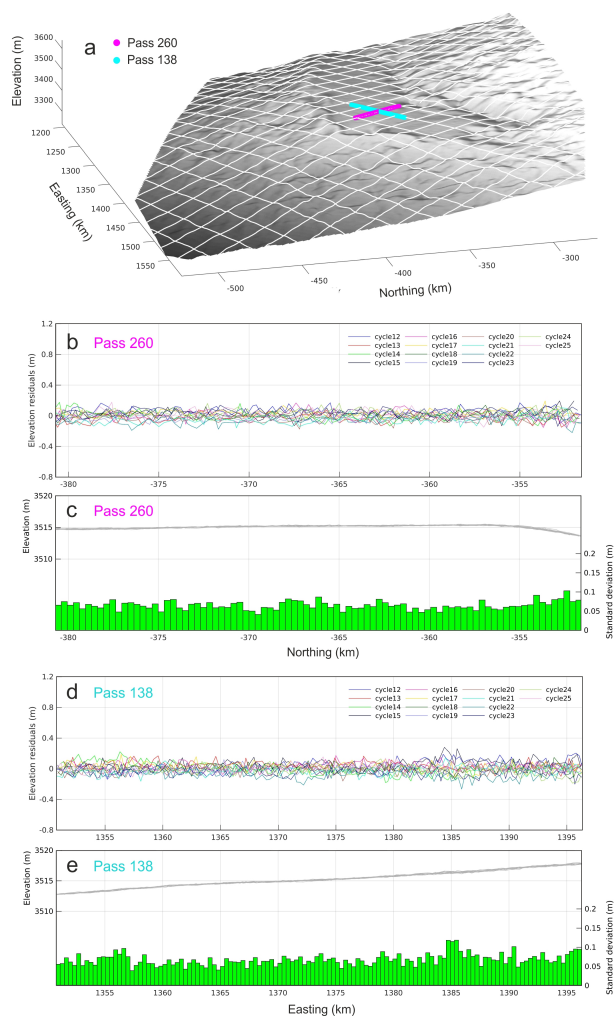 a
Pass 260
Pass 138
Elevation (m)
3600
3500
3400
3300
1200
1250
1300
1350
1400
1450
1500
1550
Easting (km)
-500
-400
-350
-300
Northing (km)
b Pass 260
cycle12 cycle16 cycle20 cycle24
cycle13 cycle17 cycle21 cycle25
cycle14 cycle18 cycle22
cycle15 cycle19 cycle23
Elevation residuals (m)
1.2
0.8
0.4
0
-0.4
-0.8
-380 -375 -370 -365 -360 -355
c Pass 260
Elevation (m)
3520
3515
3510
Standard deviation (m)
0.2
0.15
0.1
0.05
0
-380 -375 -370 -365 -360 -355
Northing (km)
d Pass 138
cycle12 cycle16 cycle20 cycle24
cycle13 cycle17 cycle21 cycle25
cycle14 cycle18 cycle22
cycle15 cycle19 cycle23
Elevation residuals (m)
1.2
0.8
0.4
0
-0.4
-0.8
1355 1360 1365 1370 1375 1380 1385 1390 1395
e Pass 138
Elevation (m)
3520
3515
3510
Standard deviation (m)
0.2
0.15
0.1
0.05
0
1355 1360 1365 1370 1375 1380 1385 1390 1395
Easting (km)